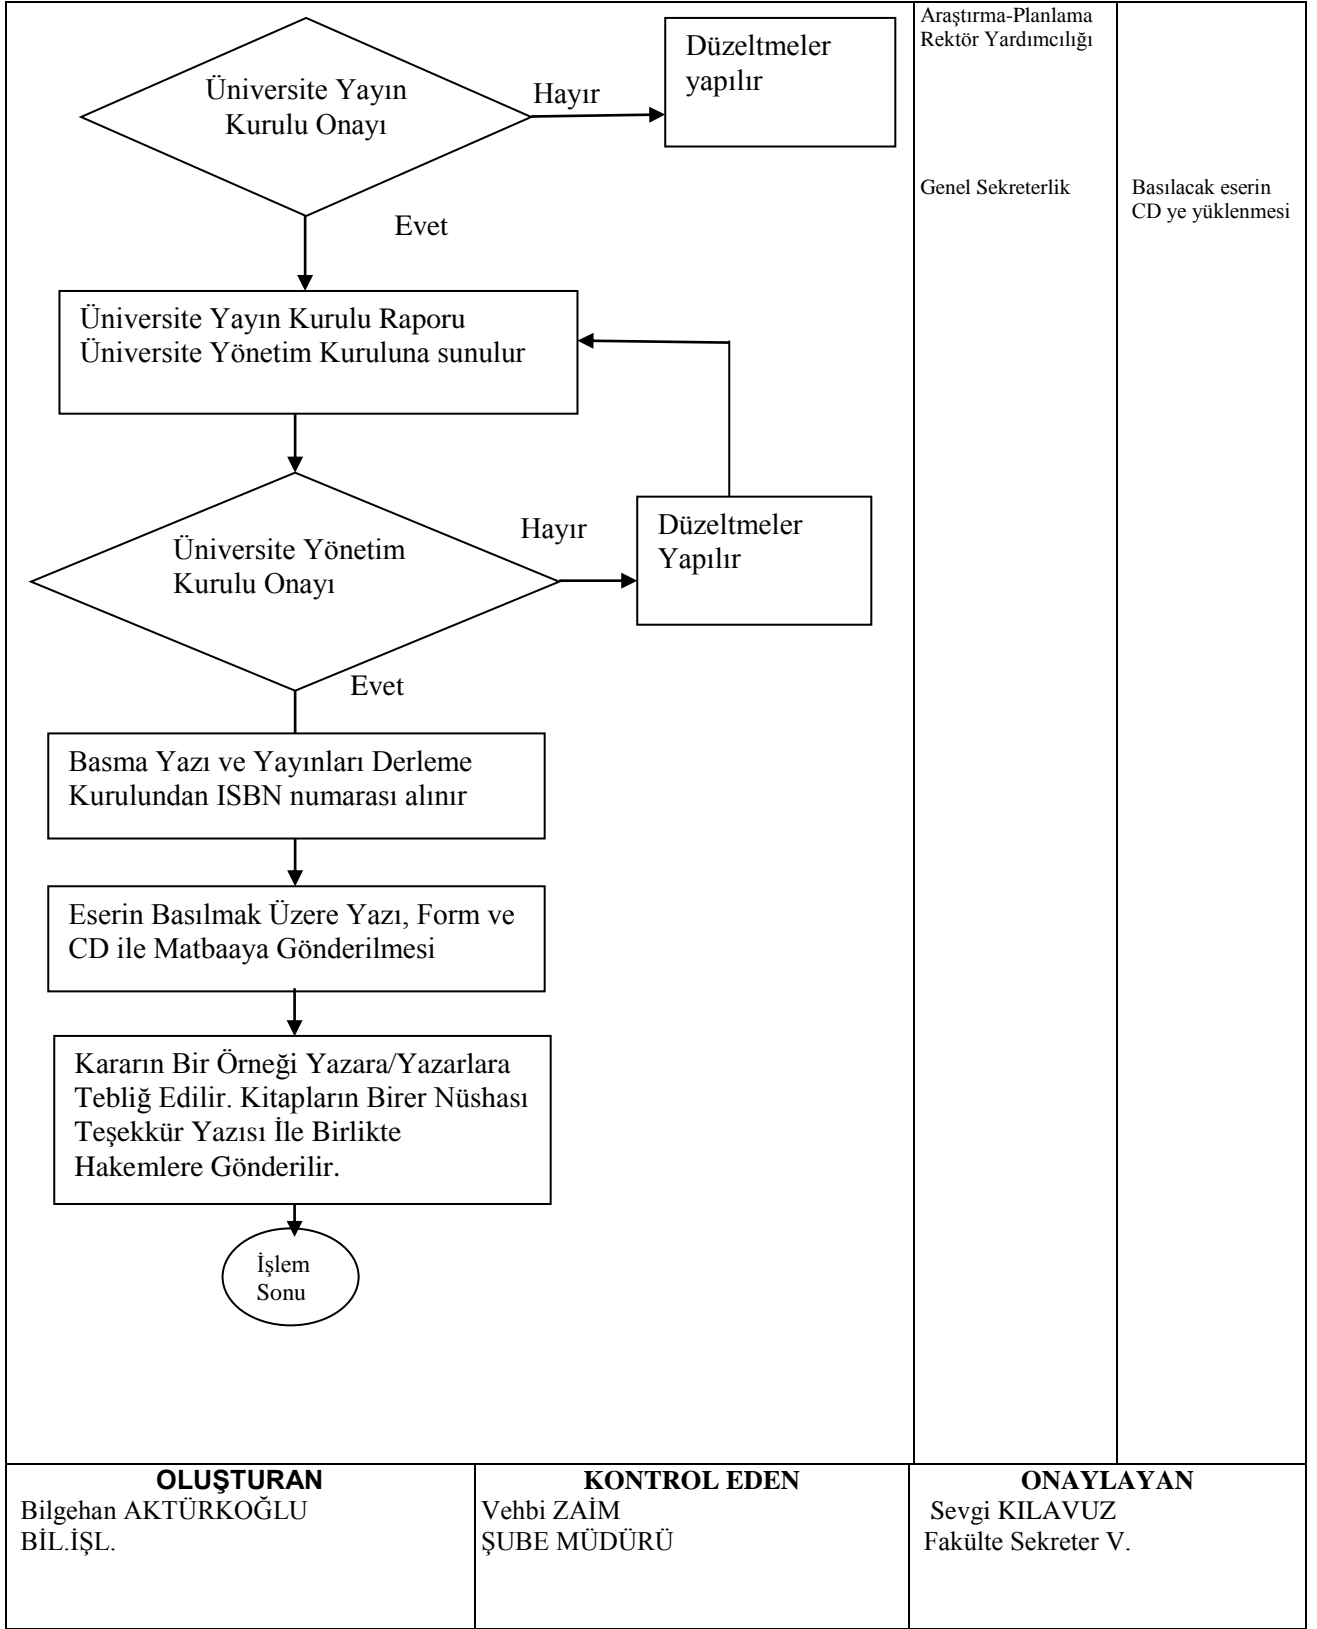 Araştırma-Planlama
Rektör Yardımcılığı
Düzeltmeler
yapılır
Üniversite Yayın
Kurulu Onayı
Hayır
Genel Sekreterlik
Basılacak eserin
CD ye yüklenmesi
Evet
Üniversite Yayın Kurulu Raporu
Üniversite Yönetim Kuruluna sunulur
Üniversite Yönetim
Kurulu Onayı
Hayır
Düzeltmeler
Yapılır
Evet
Basma Yazı ve Yayınları Derleme
Kurulundan ISBN numarası alınır
Eserin Basılmak Üzere Yazı, Form ve
CD ile Matbaaya Gönderilmesi
Kararın Bir Örneği Yazara/Yazarlara
Tebliğ Edilir. Kitapların Birer Nüshası
Teşekkür Yazısı İle Birlikte
Hakemlere Gönderilir.
İşlem
Sonu
OLUŞTURAN
Bilgehan AKTÜRKOĞLU
BİL.İŞL.
KONTROL EDEN
Vehbi ZAİM
ŞUBE MÜDÜRÜ
ONAYLAYAN
Sevgi KILAVUZ
Fakülte Sekreter V.